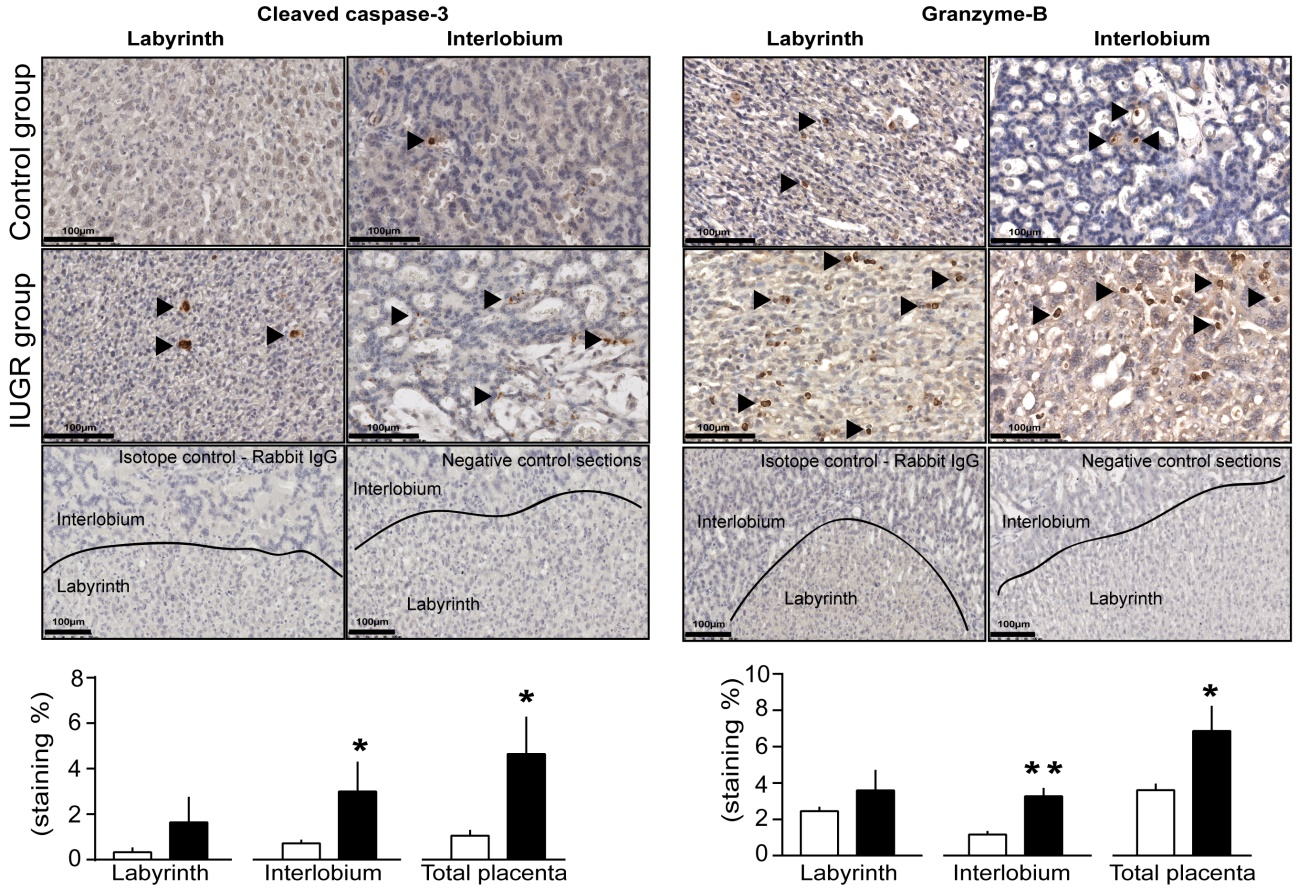 Cleaved caspase-3
Granzyme-B
Labyrinth
Interlobium
Labyrinth
Interlobium
Control group
100µm
100µm
100µm
100µm
IUGR group
100µm
100µm
100µm
100µm
Isotope control - Rabbit IgG
Interlobium
Labyrinth
100µm
Negative control sections
Interlobium
Labyrinth
100µm
Isotope control - Rabbit IgG
Interlobium
Labyrinth
100µm
Negative control sections
Interlobium
Labyrinth
100µm
(staining %)
8
6
4
2
0
*
*
Labyrinth
Interlobium
Total placenta
(staining %)
10
8
6
4
2
0
* *
*
Labyrinth
Interlobium
Total placenta